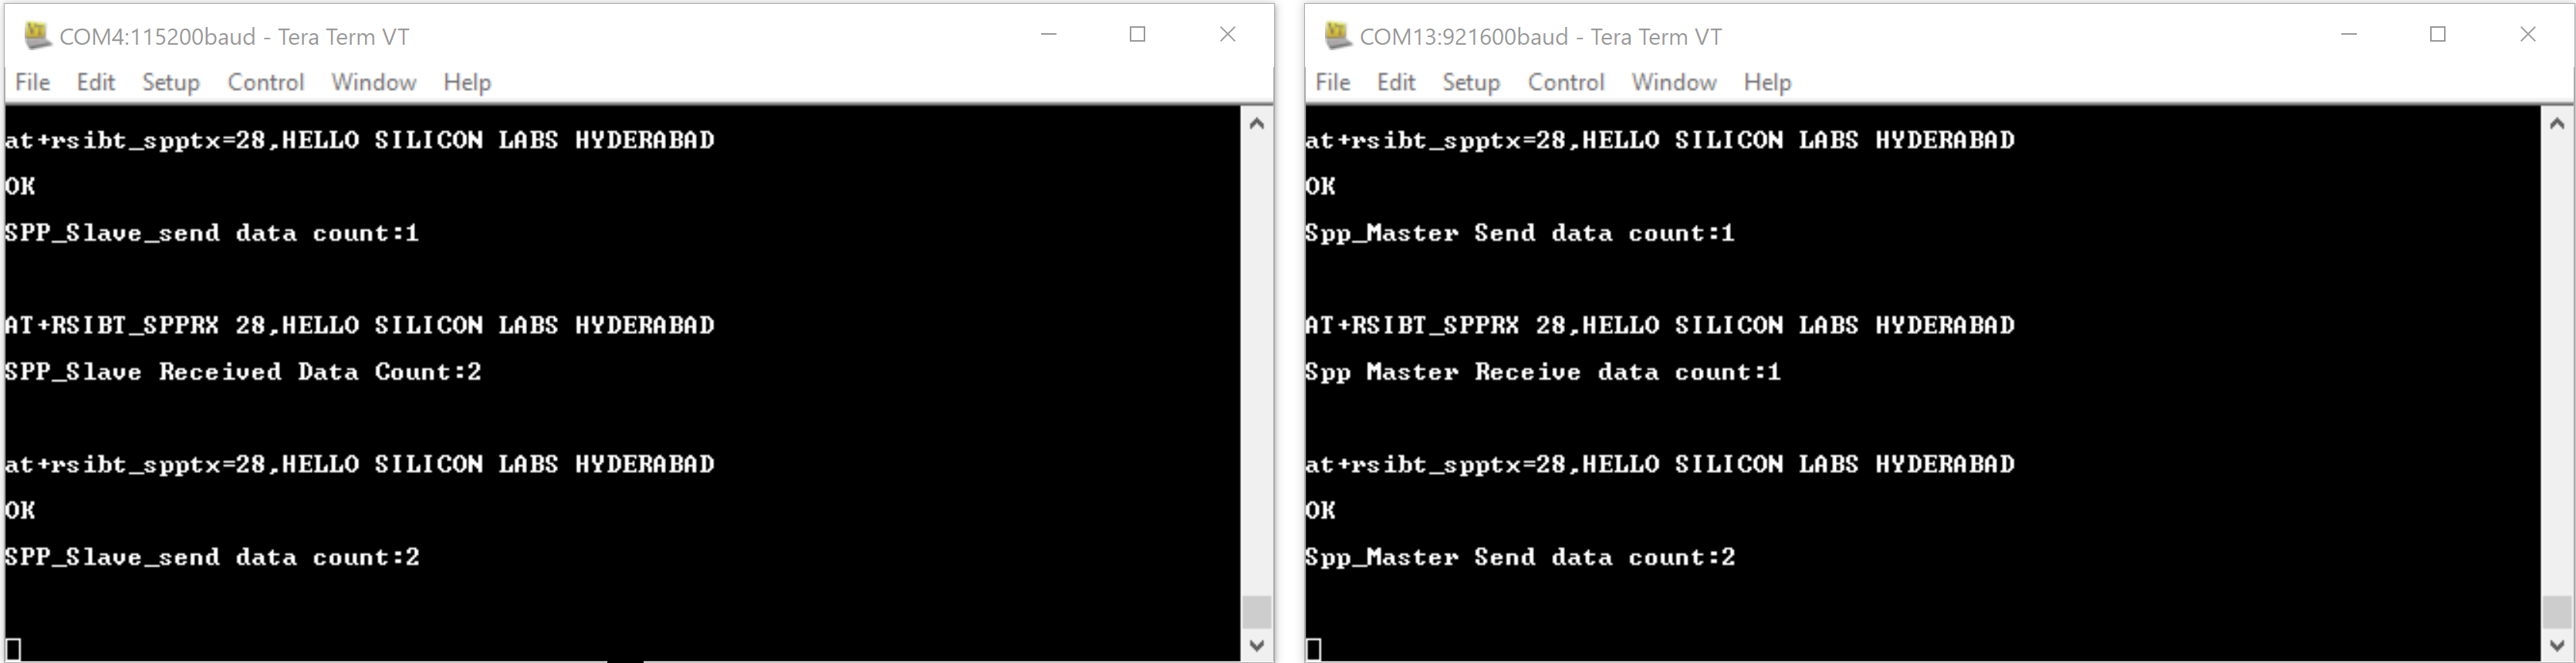 COM4:115200baud - Tera Term VT
File Edit Setup Control Window Help
at+rsibt_spptx=28,HELLO SILICON LABS HYDERABAD
OK
SPP_Slave_send data count:1
AT+RSIBT_SPPRX 28,HELLO SILICON LABS HYDERABAD
SPP_Slave Received Data Count:2
at+rsibt_spptx=28,HELLO SILICON LABS HYDERABAD
OK
SPP_Slave_send data count:2
COM13:921600baud - Tera Term VT
File Edit Setup Control Window Help
at+rsibt_spptx=28,HELLO SILICON LABS HYDERABAD
OK
Spp_Master Send data count:1
AT+RSIBT_SPPRX 28,HELLO SILICON LABS HYDERABAD
Spp Master Receive data count:1
at+rsibt_spptx=28,HELLO SILICON LABS HYDERABAD
OK
Spp_Master Send data count:2